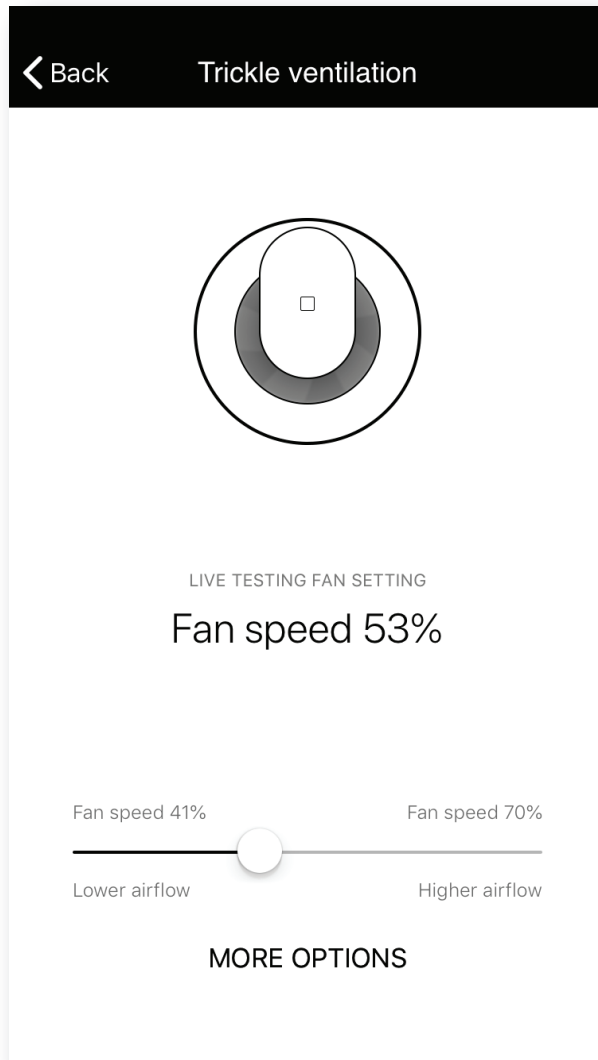 Back Trickle ventilation
LIVE TESTING FAN SETTING
Fan speed 53%
Fan speed 41% Fan speed 70%
Lower airflow Higher airflow
MORE OPTIONS